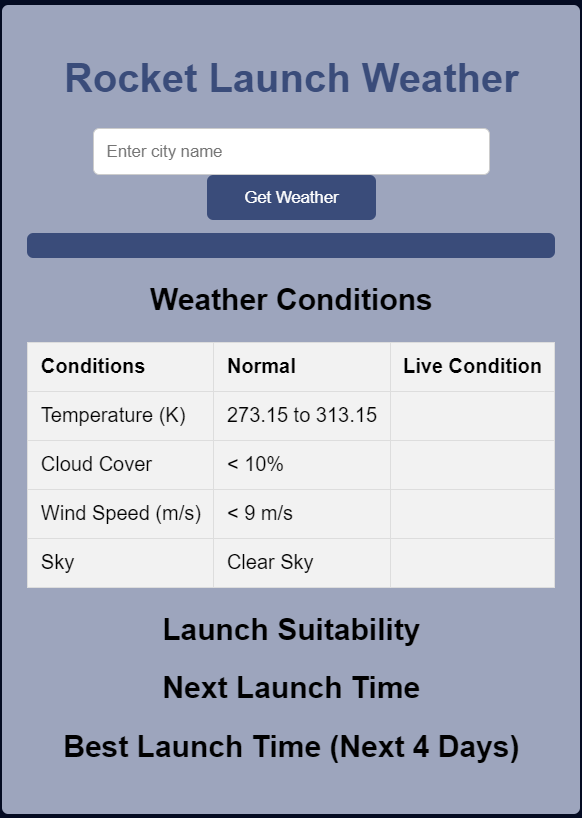 Rocket Launch Weather
Enter city name
Get Weather
Weather Conditions
Conditions Normal Live Condition
Temperature (K) 273.15 to 313.15
Cloud Cover < 10%
Wind Speed (m/s) < 9 m/s
Sky Clear Sky
Launch Suitability
Next Launch Time
Best Launch Time (Next 4 Days)